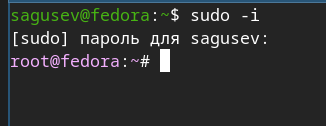 sagusev@fedora:~$ sudo -i
[sudo] пароль для sagusev:
root@fedora:~#